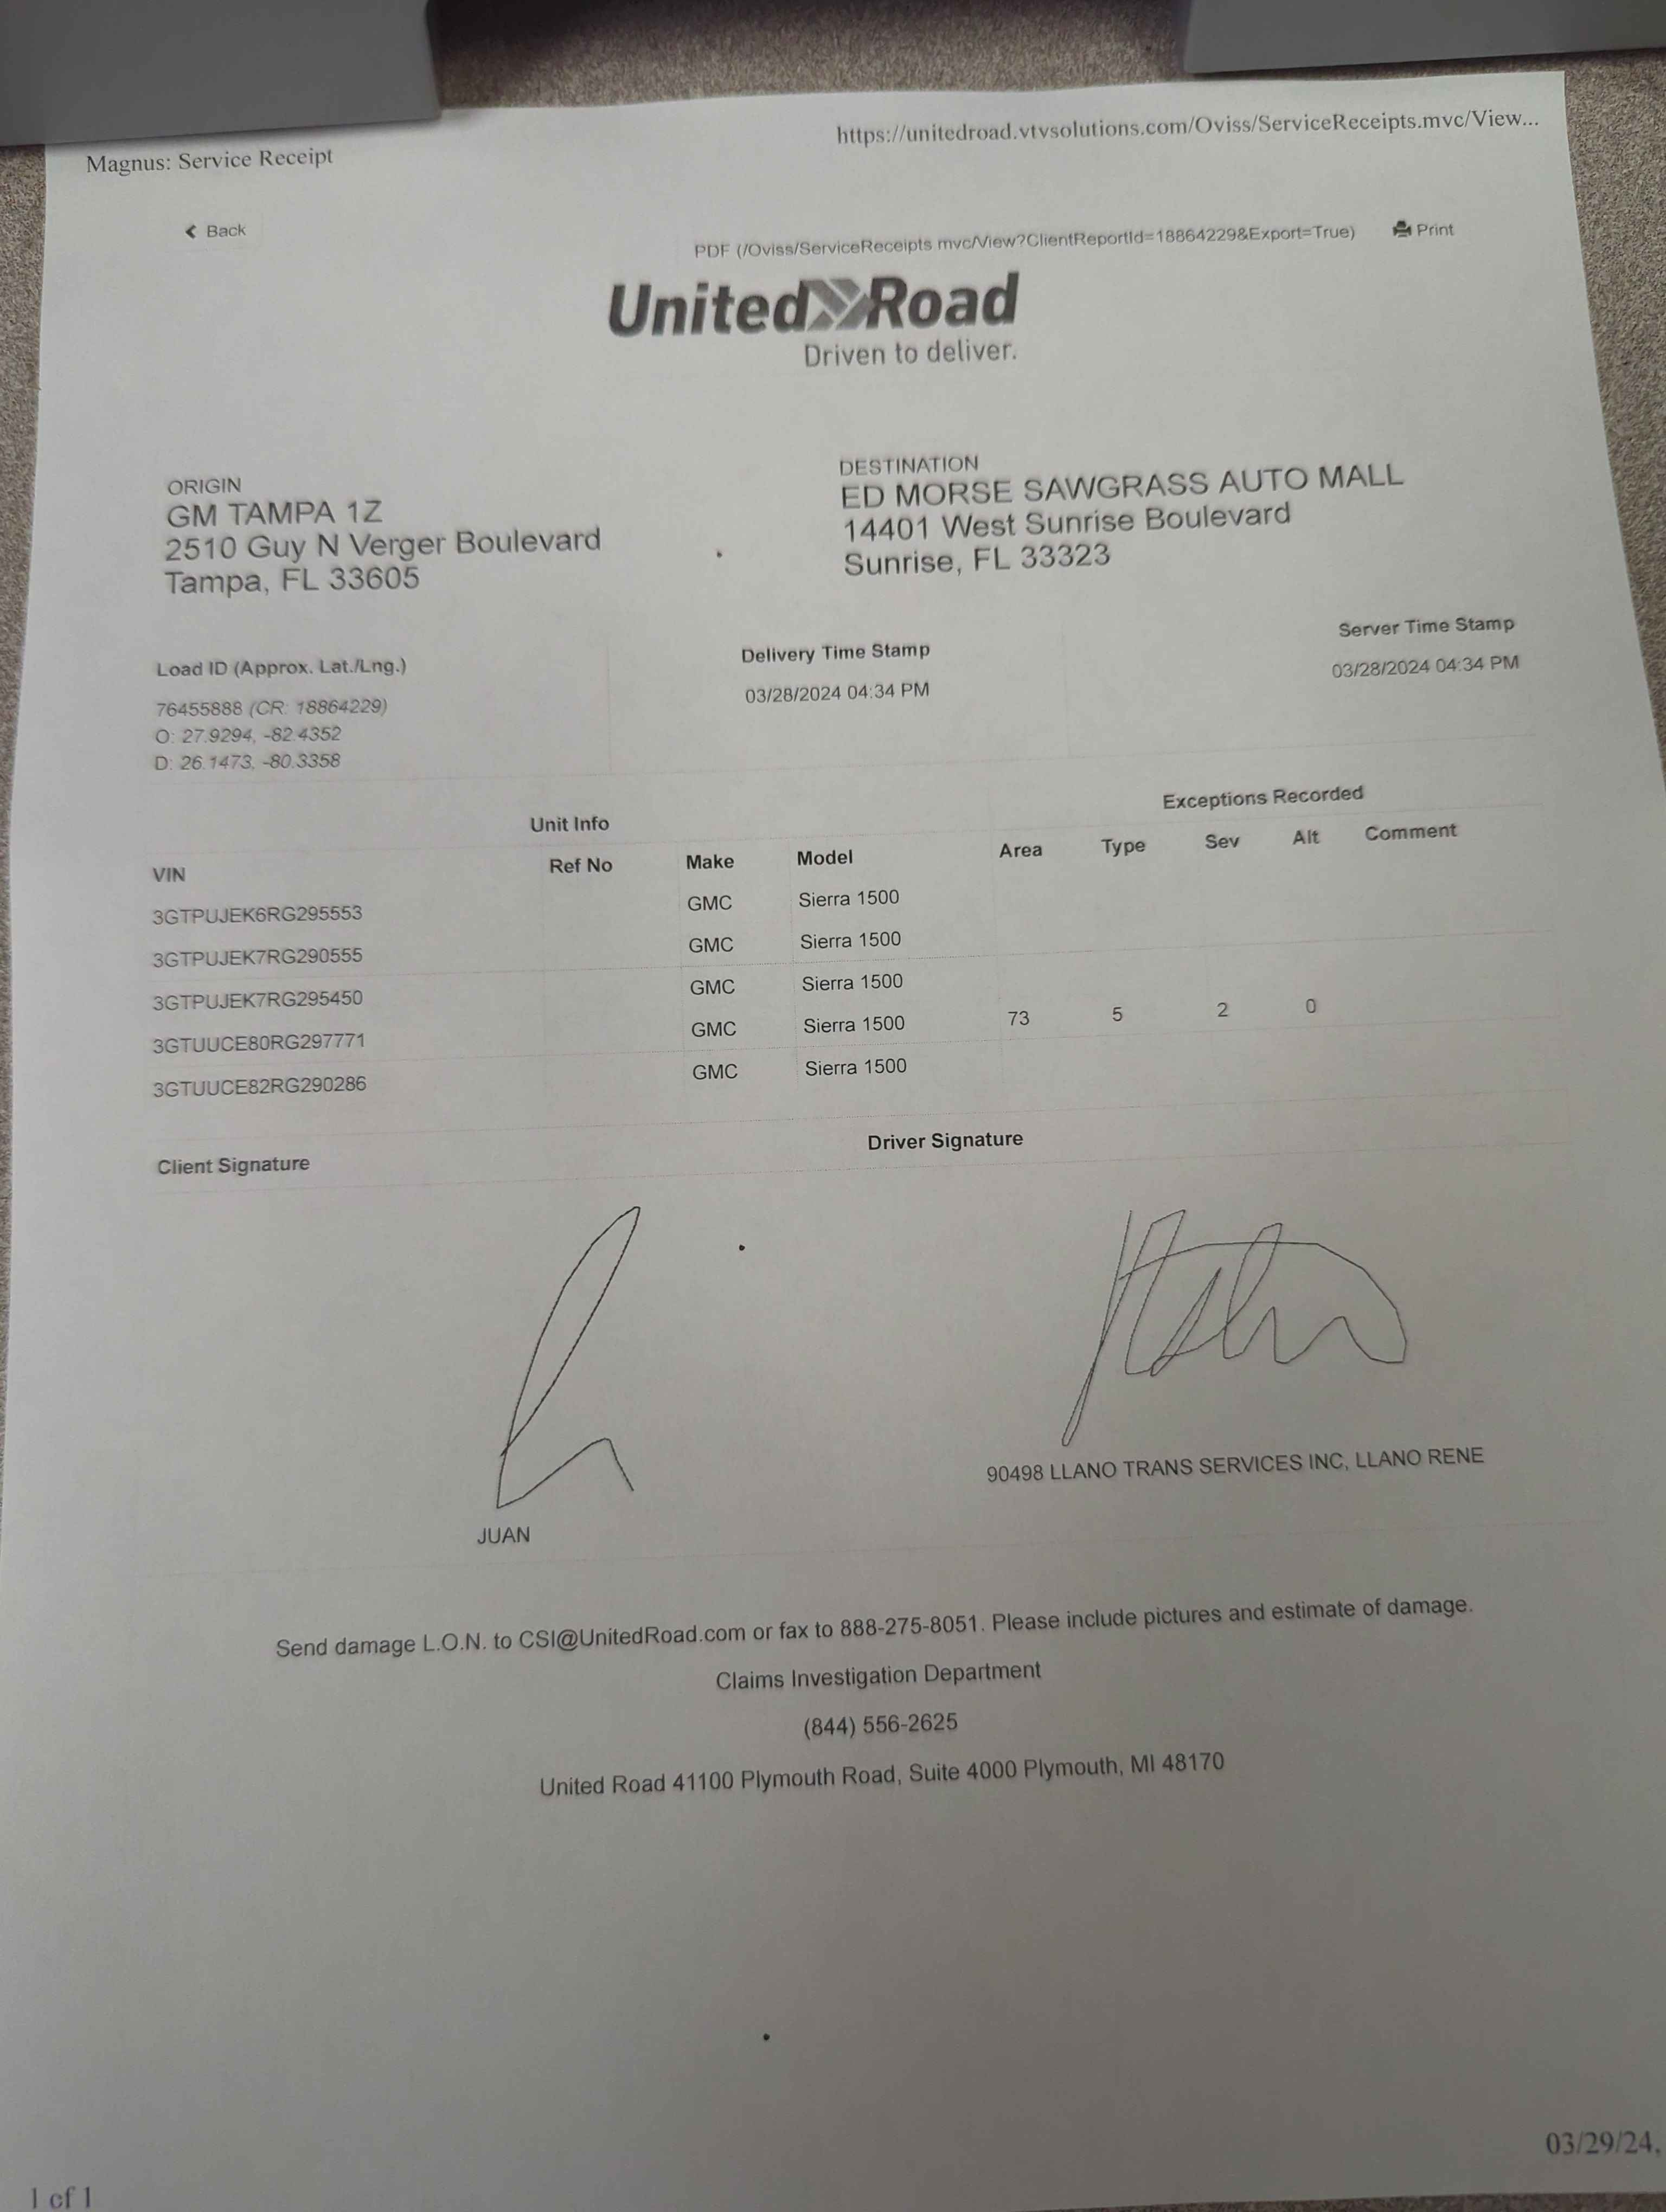 Magnus: Service Receipt
https://unitedroad.vtvsolutions.com/Oviss/ServiceReceipts.mvc/View...
Back
PDF (/Oviss/ServiceReceipts mvc/View?ClientReportId=18864229&Export=True)
Print
United Road
Driven to deliver.
ORIGIN
GM TAMPA 1Z
2510 Guy N Verger Boulevard
Tampa, FL 33605
DESTINATION
ED MORSE SAWGRASS AUTO MALL
14401 West Sunrise Boulevard
Sunrise, FL 33323
Load ID (Approx. Lat./Lng.)
76455888 (CR: 18864229)
O: 27.9294, -82.4352
D: 26.1473, -80.3358
Delivery Time Stamp
03/28/2024 04:34 PM
Server Time Stamp
03/28/2024 04:34 PM
Unit Info Exceptions Recorded
VIN Ref No Make Model Area Type Sev Alt Comment
3GTPUJEK6RG295553 GMC Sierra 1500
3GTPUJEK7RG290555 GMC Sierra 1500
3GTPUJEK7RG295450 GMC Sierra 1500
3GTUUCE80RG297771 GMC Sierra 1500 73 5 2 0
3GTUUCE82RG290286 GMC Sierra 1500
Client Signature
Driver Signature
JUAN
90498 LLANO TRANS SERVICES INC, LLANO RENE
Send damage L.O.N. to CSI@UnitedRoad.com or fax to 888-275-8051. Please include pictures and estimate of damage.
Claims Investigation Department
(844) 556-2625
United Road 41100 Plymouth Road, Suite 4000 Plymouth, MI 48170
03/29/24,
1 of 1